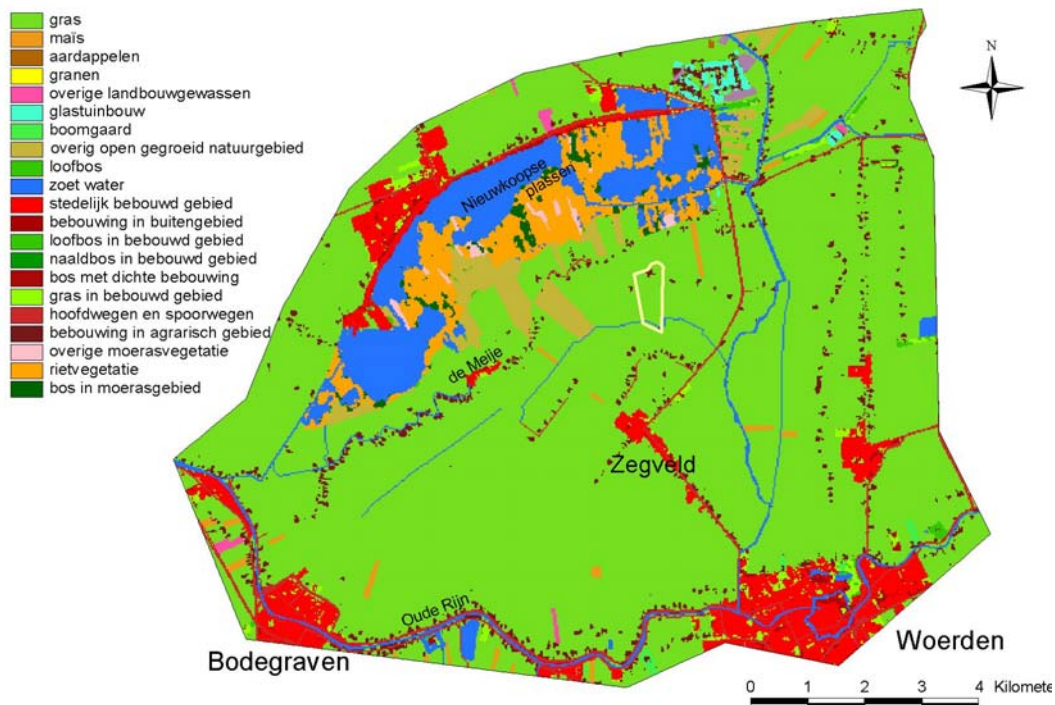 gras
maïs
aardappelen
granen
overige landbouwgewassen
glastuinbouw
boomgaard
overig open gegroeid natuurgebied
loofbos
zoet water
stedelijk bebouwd gebied
bebouwing in buitengebied
loofbos in bebouwd gebied
naaldbos in bebouwd gebied
bos met dichte bebouwing
gras in bebouwd gebied
hoofdwegen en spoorwegen
bebouwing in agrarisch gebied
overige moerasvegetatie
rietvegetatie
bos in moerasgebied
N
Nieuwkoopse
plassen
de Meije
Zegveld
Oude Rijn
Bodegraven
Woerden
0 1 2 3 4 Kilomete